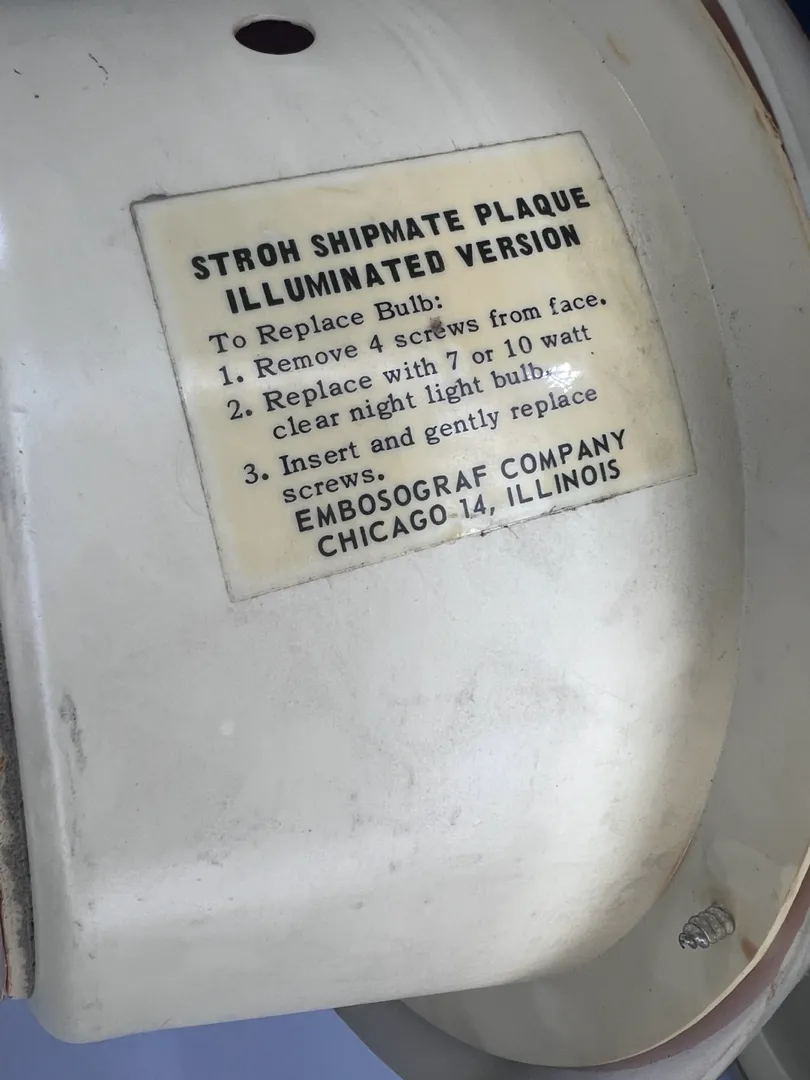 STROH SHIPMATE PLAQUE
ILLUMINATED VERSION
To Replace Bulb:
1. Remove 4 screws from face.
2. Replace with 7 or 10 watt
clear night light bulb.
3. Insert and gently replace
screws.
EMBOSOGRAF COMPANY
CHICAGO 14, ILLINOIS